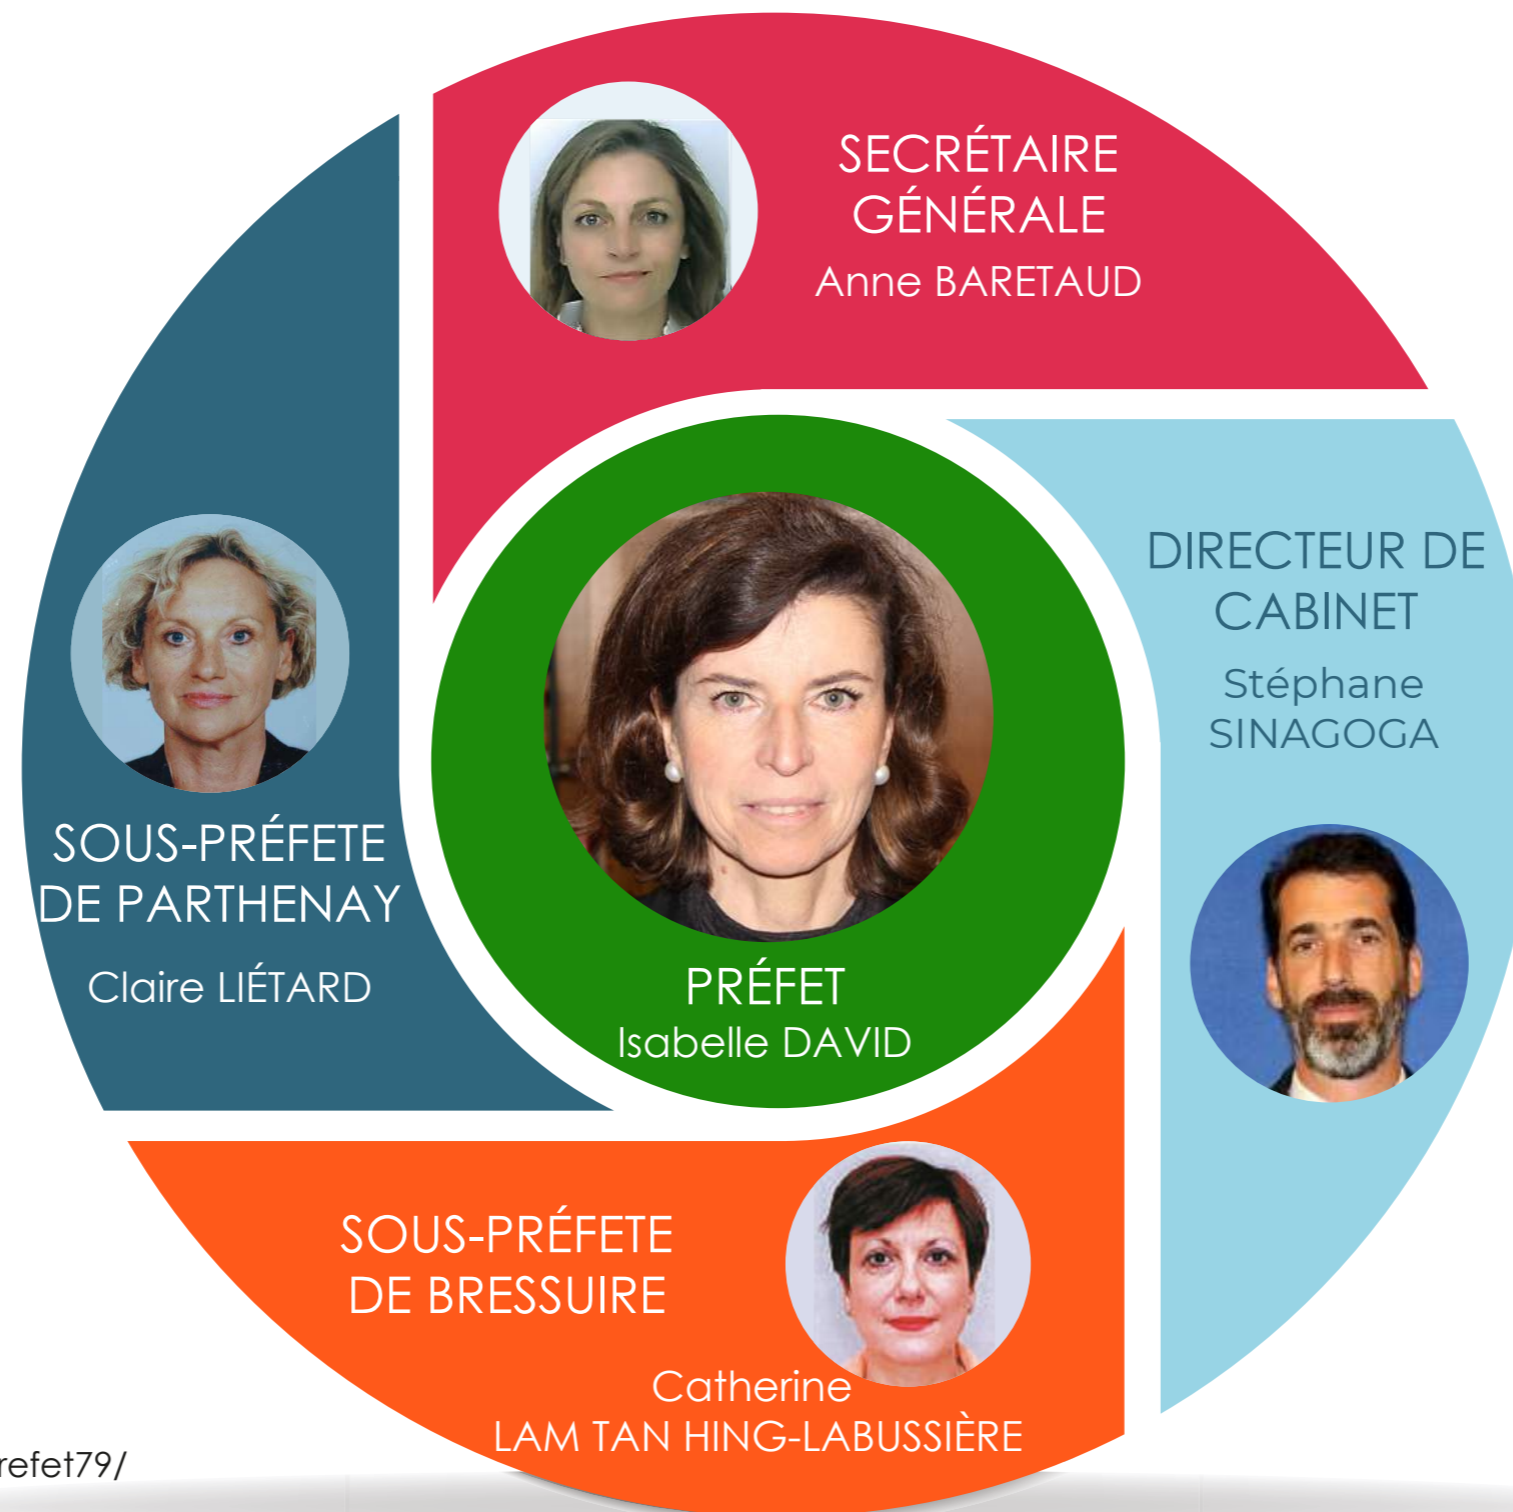 SECRÉTAIRE
GÉNÉRALE
Anne BARETAUD
DIRECTEUR DE
CABINET
Stéphane
SINAGOGA
SOUS-PRÉFETE
DE PARTHENAY
Claire LIÉTARD
PRÉFET
Isabelle DAVID
SOUS-PRÉFETE
DE BRESSUIRE
Catherine
LAM TAN HING-LABUSSIÈRE
refet79/